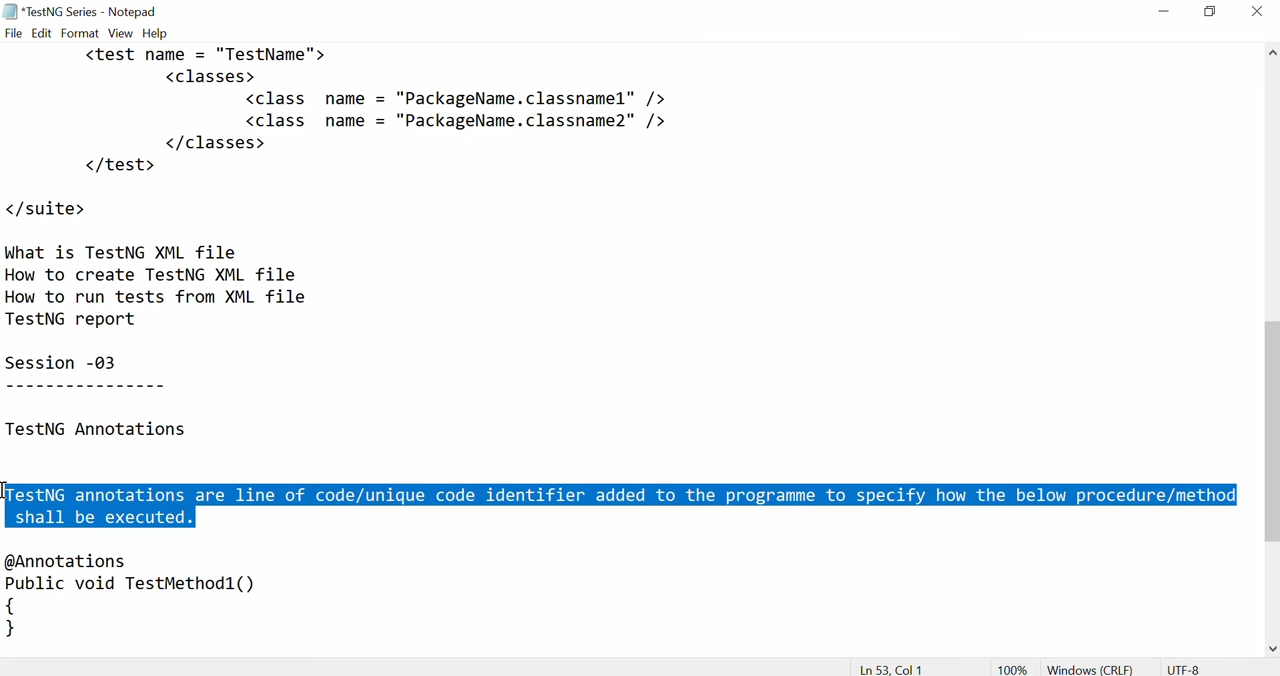 *TestNG Series - Notepad
File Edit Format View Help
<test name = "TestName">
<classes>
<class  name = "PackageName.classname1" />
<class  name = "PackageName.classname2" />
</classes>
</test>
</suite>
What is TestNG XML file
How to create TestNG XML file
How to run tests from XML file
TestNG report
Session -03
----------------
TestNG Annotations
TestNG annotations are line of code/unique code identifier added to the programme to specify how the below procedure/method
shall be executed.
@Annotations
Public void TestMethod1()
{
}
Ln 53, Col 1 100% Windows (CRLF) UTF-8